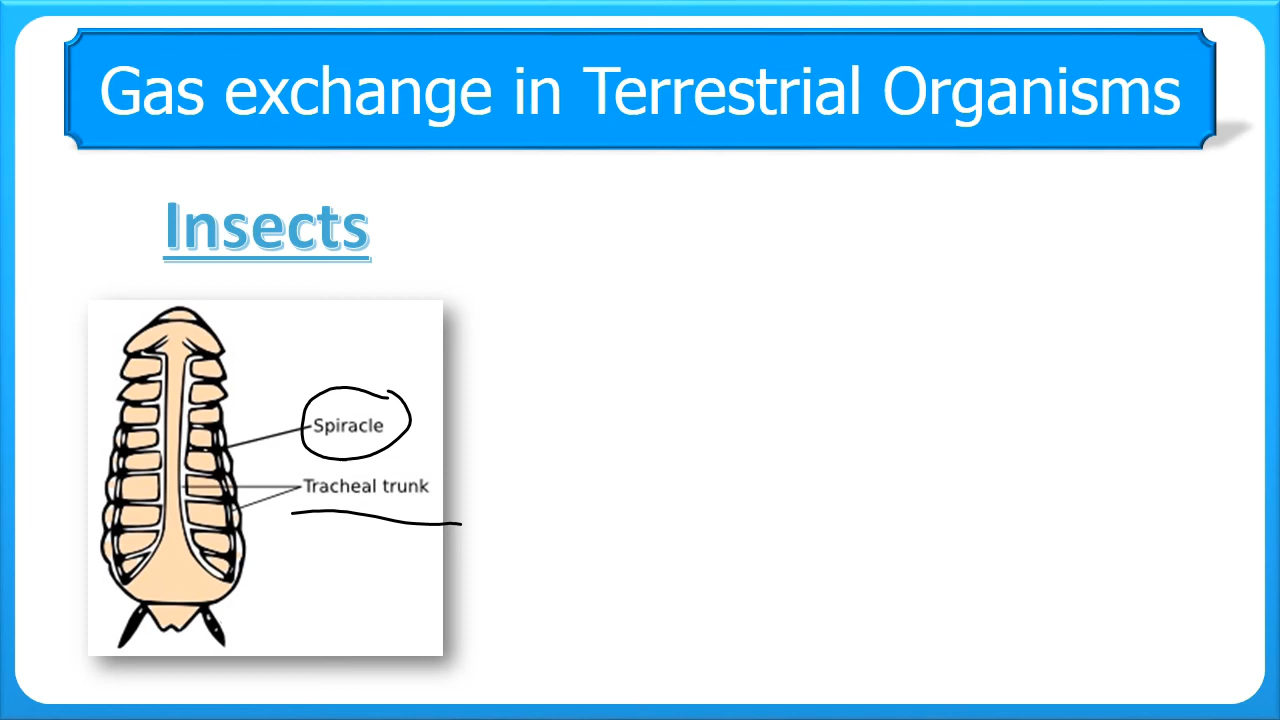 Gas exchange in Terrestrial Organisms
Insects
Spiracle
Tracheal trunk